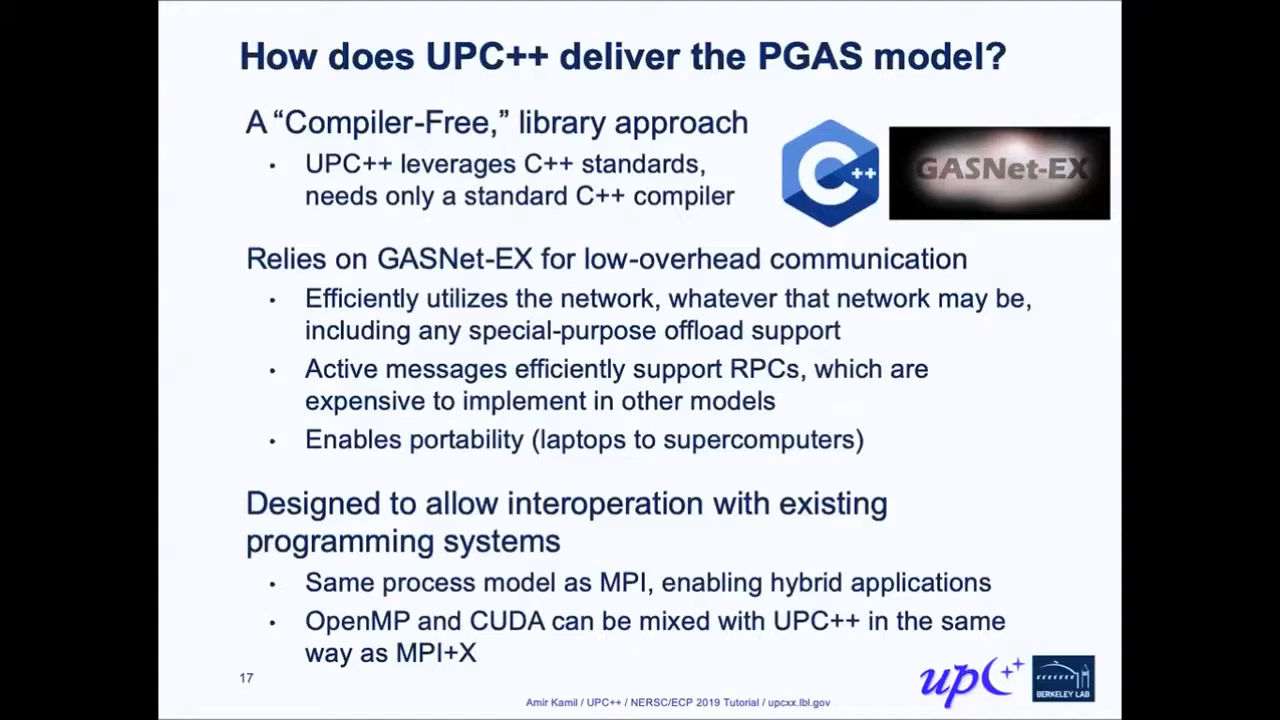 How does UPC++ deliver the PGAS model?
A “Compiler-Free,” library approach
• UPC++ leverages C++ standards,
needs only a standard C++ compiler
C++
GASNet-EX
Relies on GASNet-EX for low-overhead communication
• Efficiently utilizes the network, whatever that network may be,
including any special-purpose offload support
• Active messages efficiently support RPCs, which are
expensive to implement in other models
• Enables portability (laptops to supercomputers)
Designed to allow interoperation with existing
programming systems
• Same process model as MPI, enabling hybrid applications
• OpenMP and CUDA can be mixed with UPC++ in the same
way as MPI+X
17
Amir Kamil / UPC++ / NERSC/ECP 2019 Tutorial / upcxx.lbl.gov
upC++
BERKELEY LAB